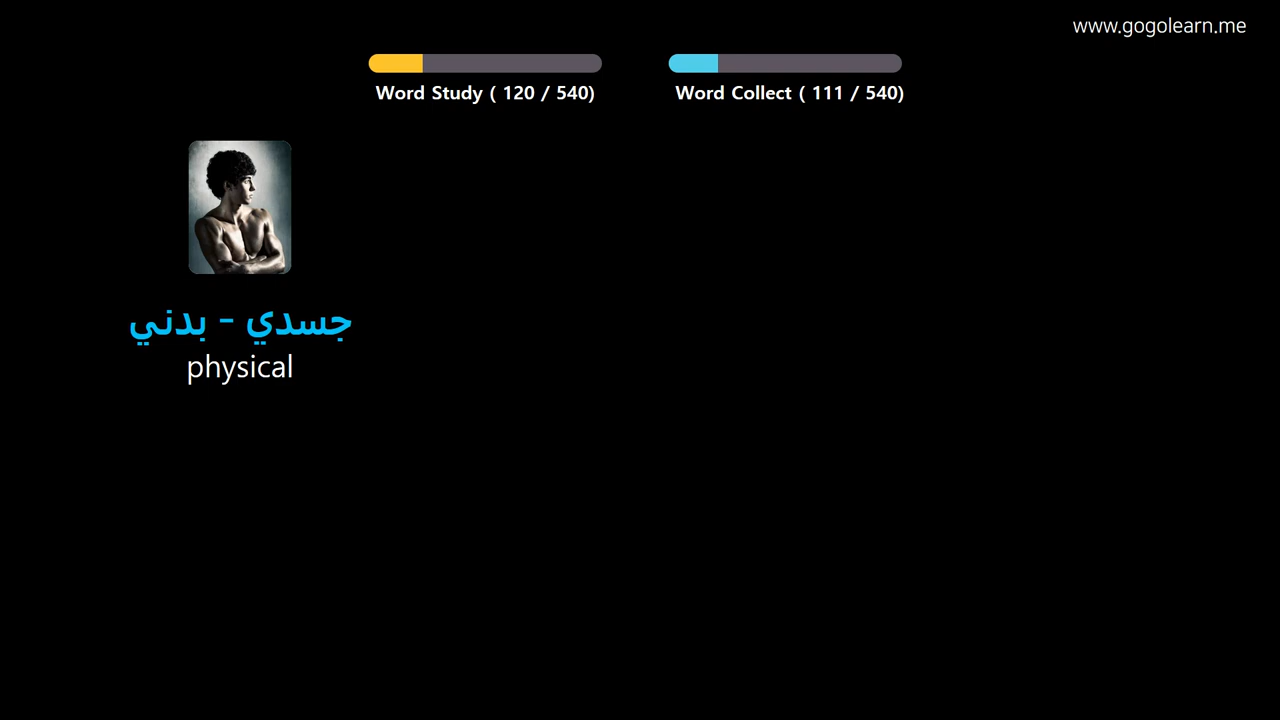 www.gogolearn.me
Word Study ( 120 / 540)
Word Collect ( 111 / 540)
جسدي - بدني
physical